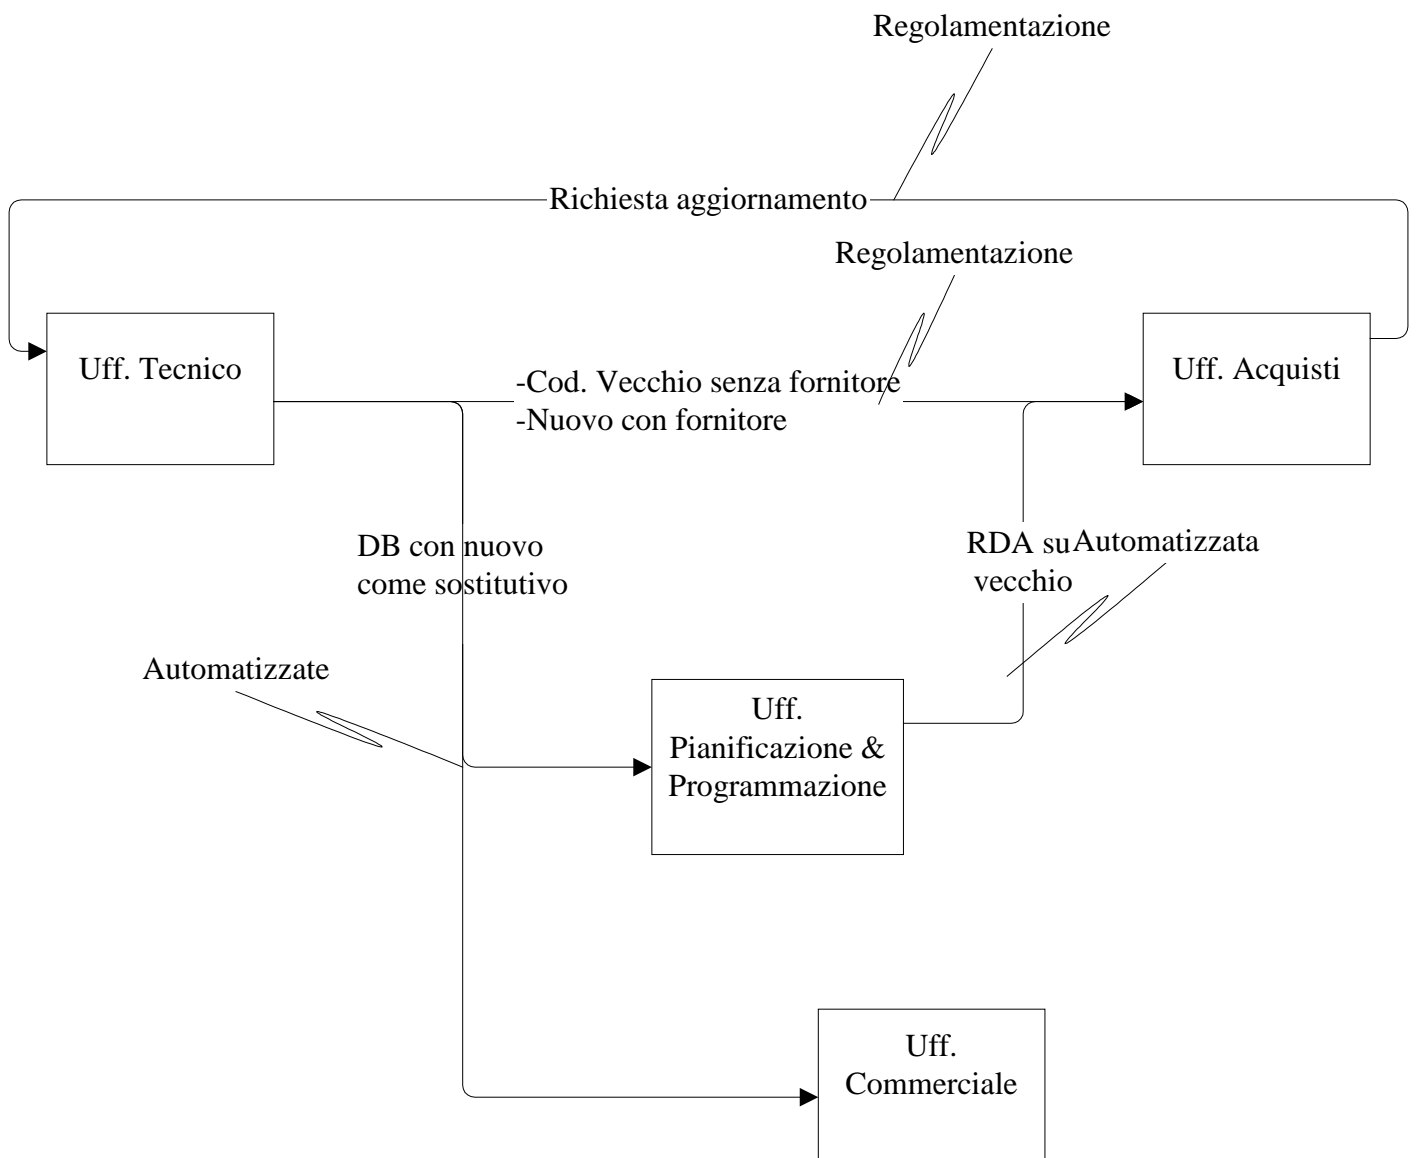 Regolamentazione
Richiesta aggiornamento
Regolamentazione
Uff. Tecnico
-Cod. Vecchio senza fornitore
-Nuovo con fornitore
Uff. Acquisti
DB con nuovo
come sostitutivo
RDA su
vecchio
Automatizzata
Automatizzate
Uff.
Pianificazione &
Programmazione
Uff.
Commerciale